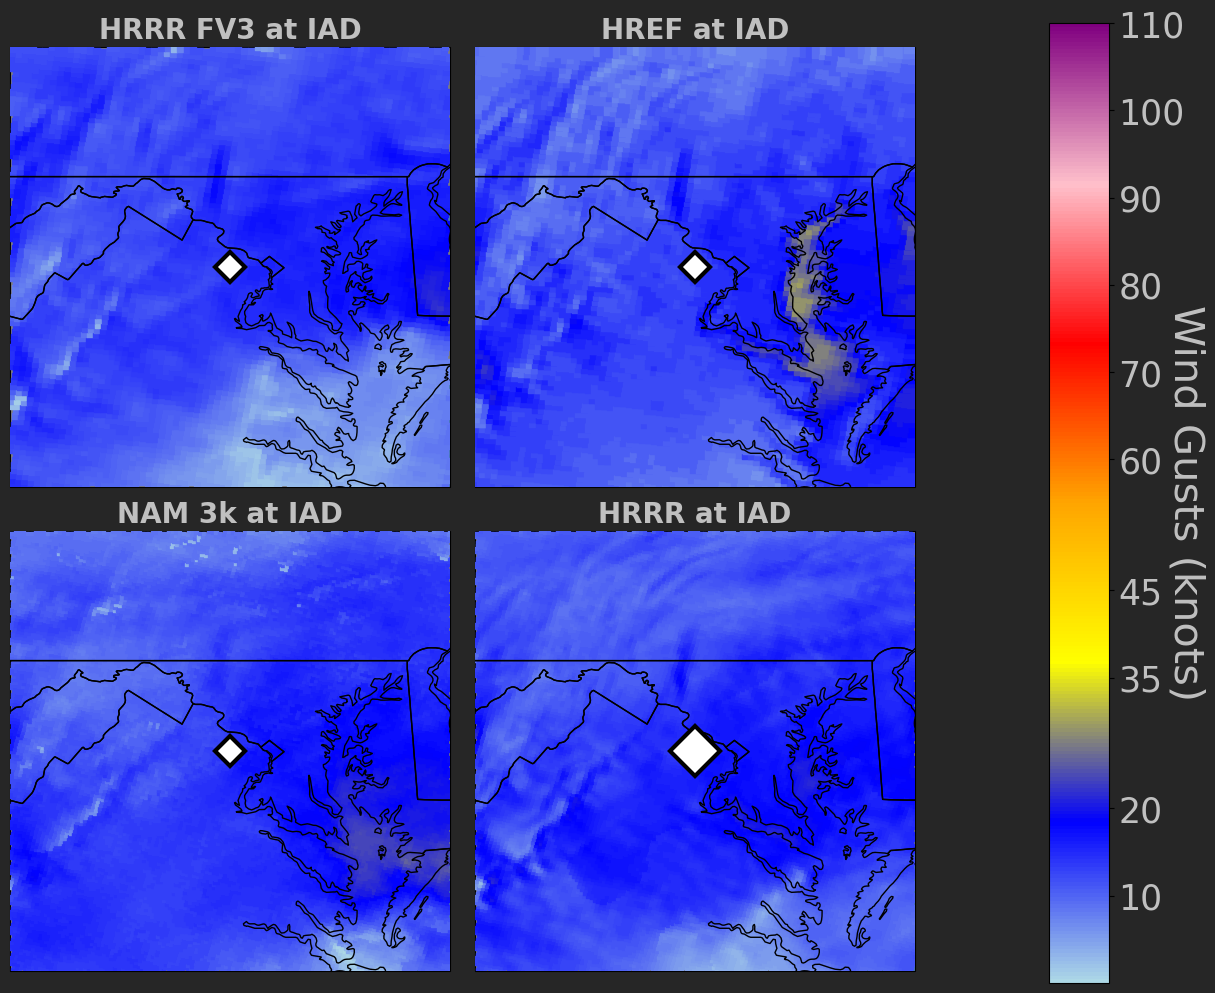 HRRR FV3 at IAD
HREF at IAD
NAM 3k at IAD
HRRR at IAD
110
100
90
80
70
60
45
35
20
10
Wind Gusts (knots)